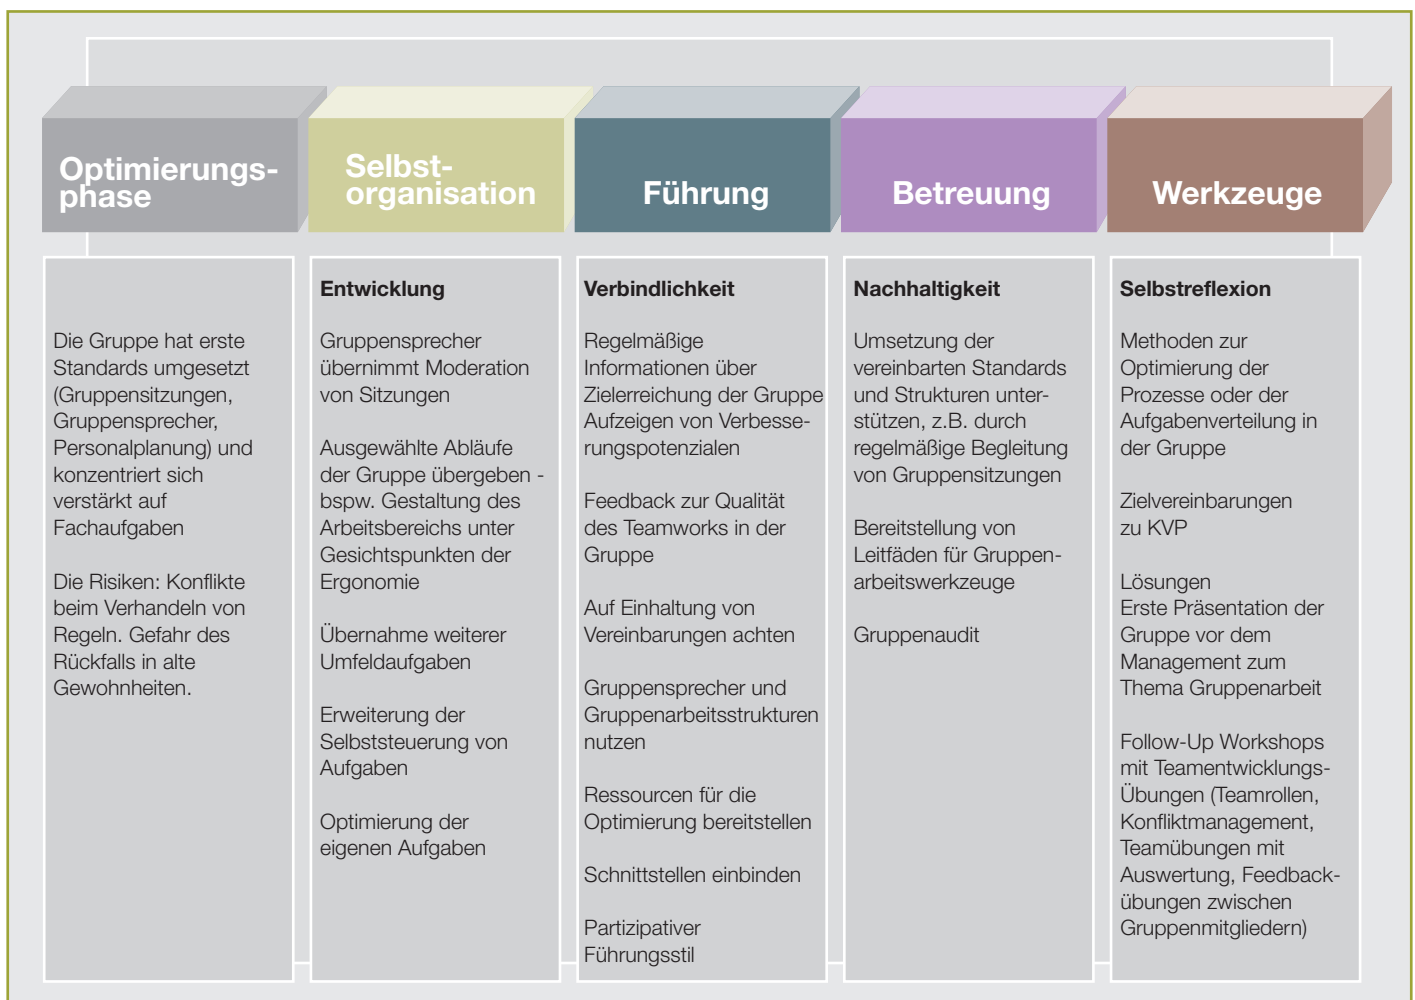 Optimierungs-
phase
Selbst-
organisation
Führung
Betreuung
Werkzeuge
Die Gruppe hat erste
Standards umgesetzt
(Gruppensitzungen,
Gruppensprecher,
Personalplanung) und
konzentriert sich
verstärkt auf
Fachaufgaben
Die Risiken: Konflikte
beim Verhandeln von
Regeln. Gefahr des
Rückfalls in alte
Gewohnheiten.
Entwicklung
Gruppensprecher
übernimmt Moderation
von Sitzungen
Ausgewählte Abläufe
der Gruppe übergeben -
bspw. Gestaltung des
Arbeitsbereichs unter
Gesichtspunkten der
Ergonomie
Übernahme weiterer
Umfeldaufgaben
Erweiterung der
Selbststeuerung von
Aufgaben
Optimierung der
eigenen Aufgaben
Verbindlichkeit
Regelmäßige
Informationen über
Zielerreichung der Gruppe
Aufzeigen von Verbesse-
rungspotenzialen
Feedback zur Qualität
des Teamworks in der
Gruppe
Auf Einhaltung von
Vereinbarungen achten
Gruppensprecher und
Gruppenarbeitsstrukturen
nutzen
Ressourcen für die
Optimierung bereitstellen
Schnittstellen einbinden
Partizipativer
Führungsstil
Nachhaltigkeit
Umsetzung der
vereinbarten Standards
und Strukturen unter-
stützen, z.B. durch
regelmäßige Begleitung
von Gruppensitzungen
Bereitstellung von
Leitfäden für Gruppen-
arbeitswerkzeuge
Gruppenaudit
Selbstreflexion
Methoden zur
Optimierung der
Prozesse oder der
Aufgabenverteilung in
der Gruppe
Zielvereinbarungen
zu KVP
Lösungen
Erste Präsentation der
Gruppe vor dem
Management zum
Thema Gruppenarbeit
Follow-Up Workshops
mit Teamentwicklungs-
Übungen (Teamrollen,
Konfliktmanagement,
Teamübungen mit
Auswertung, Feedback-
übungen zwischen
Gruppenmitgliedern)